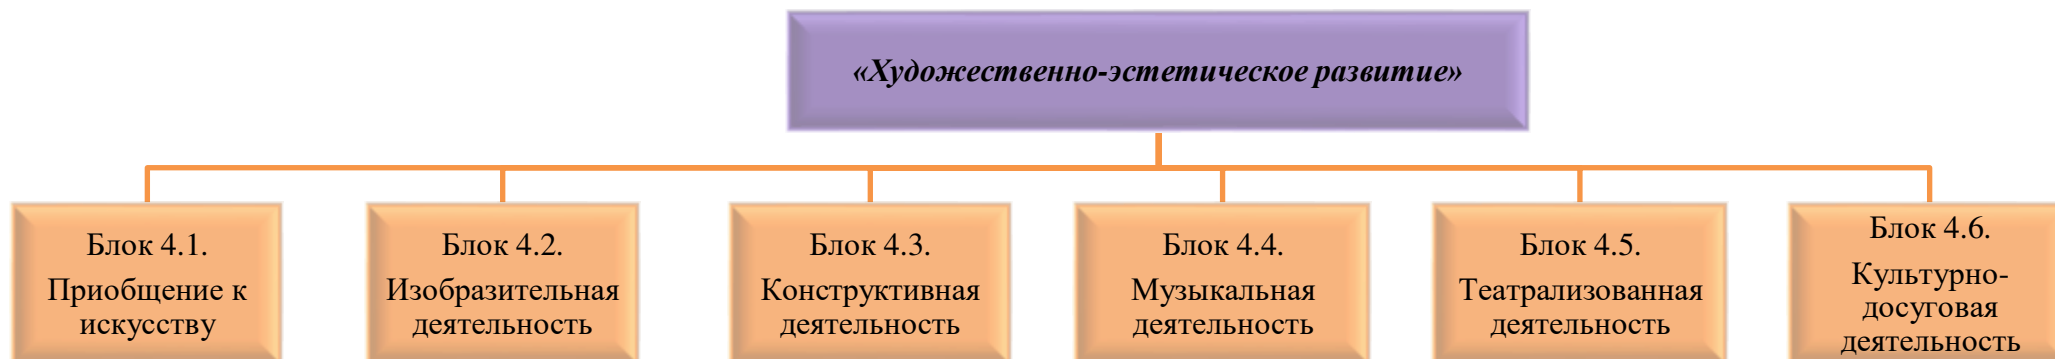 «Художественно-эстетическое развитие»
Блок 4.1.
Приобщение к
искусству
Блок 4.2.
Изобразительная
деятельность
Блок 4.3.
Конструктивная
деятельность
Блок 4.4.
Музыкальная
деятельность
Блок 4.5.
Театрализованная
деятельность
Блок 4.6.
Культурно-
досуговая
деятельность